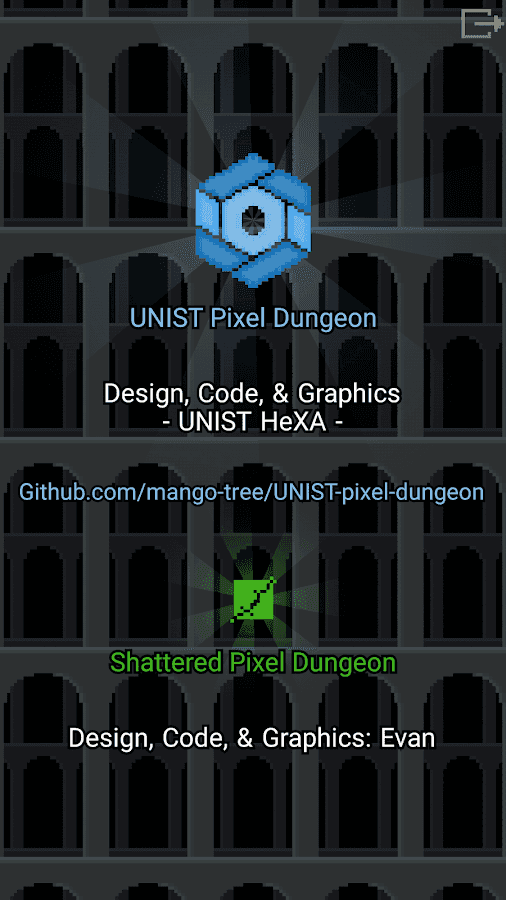 UNIST Pixel Dungeon
Design, Code, & Graphics
- UNIST HeXA -
Github.com/mango-tree/UNIST-pixel-dungeon
Shattered Pixel Dungeon
Design, Code, & Graphics: Evan